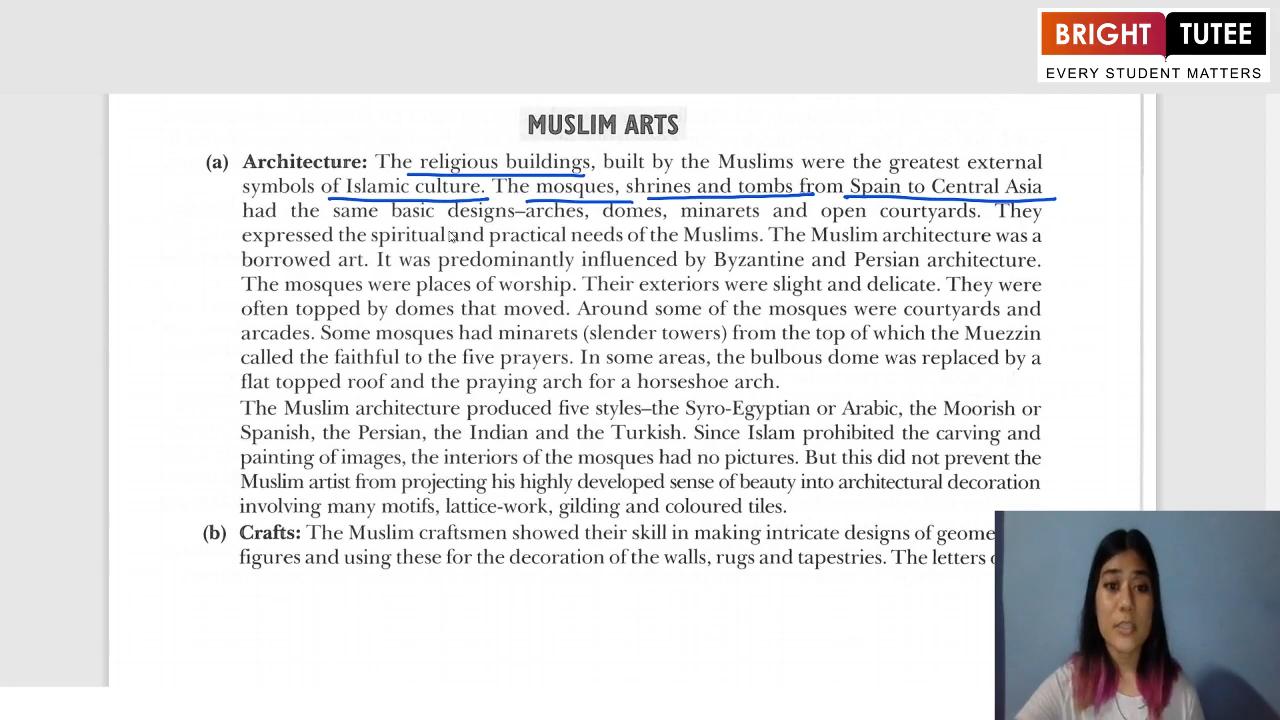 BRIGHT TUTEE
EVERY STUDENT MATTERS
MUSLIM ARTS
(a) Architecture: The religious buildings, built by the Muslims were the greatest external
symbols of Islamic culture. The mosques, shrines and tombs from Spain to Central Asia
had the same basic designs–arches, domes, minarets and open courtyards. They
expressed the spiritual and practical needs of the Muslims. The Muslim architecture was a
borrowed art. It was predominantly influenced by Byzantine and Persian architecture.
The mosques were places of worship. Their exteriors were slight and delicate. They were
often topped by domes that moved. Around some of the mosques were courtyards and
arcades. Some mosques had minarets (slender towers) from the top of which the Muezzin
called the faithful to the five prayers. In some areas, the bulbous dome was replaced by a
flat topped roof and the praying arch for a horseshoe arch.
The Muslim architecture produced five styles–the Syro-Egyptian or Arabic, the Moorish or
Spanish, the Persian, the Indian and the Turkish. Since Islam prohibited the carving and
painting of images, the interiors of the mosques had no pictures. But this did not prevent the
Muslim artist from projecting his highly developed sense of beauty into architectural decoration
involving many motifs, lattice-work, gilding and coloured tiles.
(b) Crafts: The Muslim craftsmen showed their skill in making intricate designs of
figures and using these for the decoration of the walls, rugs and tapestries. The letters